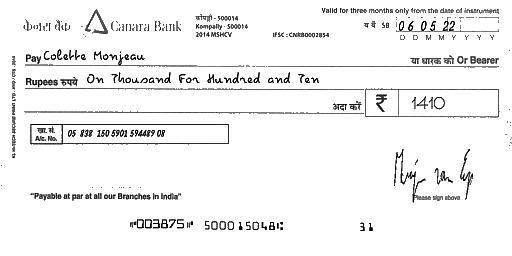 केनरा बैंक Canara Bank
कोंपल्ली - 500014
Kompally - 500014
2014 MSHCV
IFSC : CNRB0002854
Valid for three months only from the date of instrument
SB 06 05 22
D D M M Y Y Y Y
Pay Colette Monjeau या धारक को Or Bearer
Rupees रुपये On Thousand For Hundred and Ten
अदा करें ₹ 1410
खा. सं.
A/c. No. 05 838 150 5901 594489 08
Please sign above
"Payable at par at all our Branches in India"
⑈003875⑈ 500015048⑆ 31